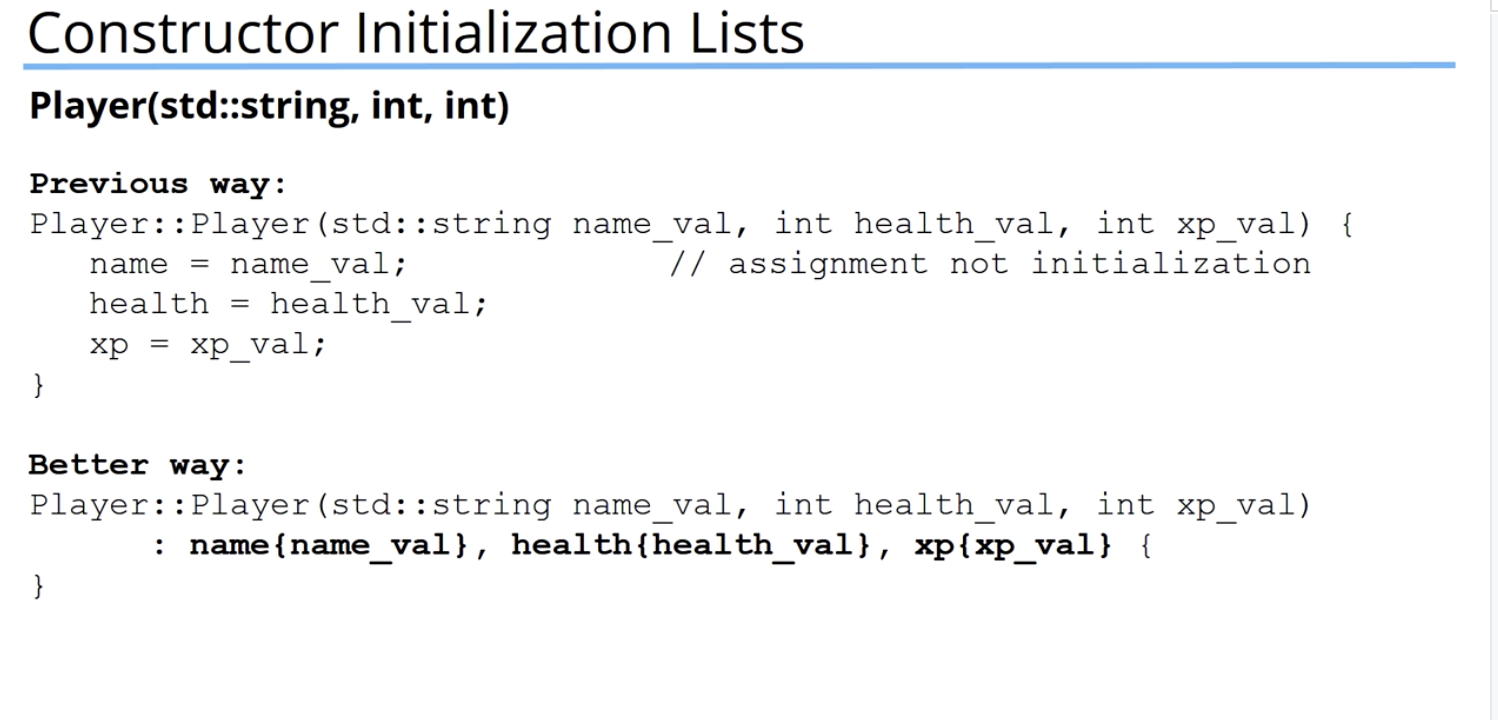 Constructor Initialization Lists
Player(std::string, int, int)
Previous way:
Player::Player(std::string name_val, int health_val, int xp_val) {
   name = name_val;             // assignment not initialization
   health = health_val;
   xp = xp_val;
}
Better way:
Player::Player(std::string name_val, int health_val, int xp_val)
      : name{name_val}, health{health_val}, xp{xp_val} {
}